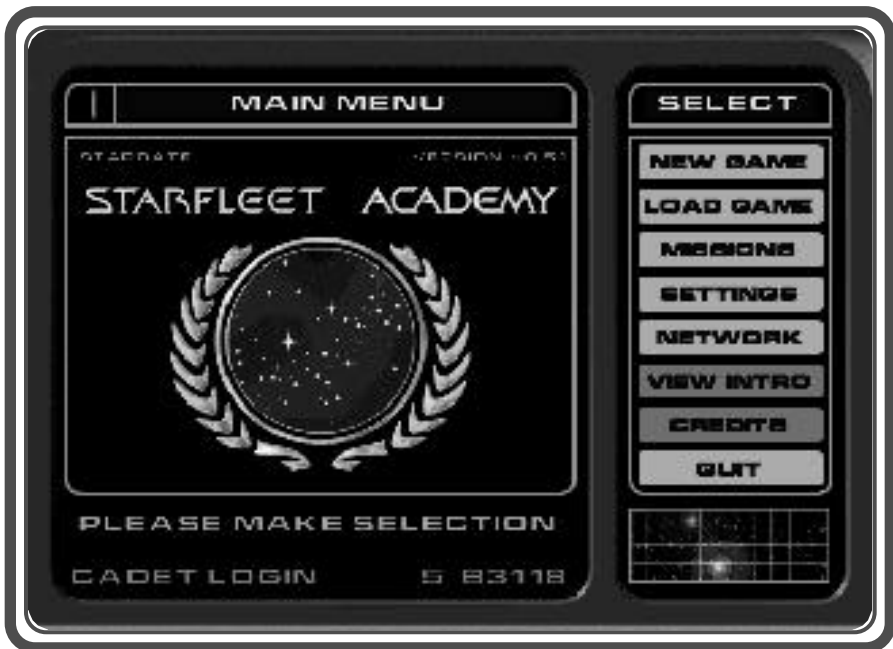 MAIN MENU
STARDATE
STARFLEET ACADEMY
PLEASE MAKE SELECTION
CADET LOGIN S 83118
SELECT
NEW GAME
LOAD GAME
MISSIONS
SETTINGS
NETWORK
VIEW INTRO
CREDITS
QUIT